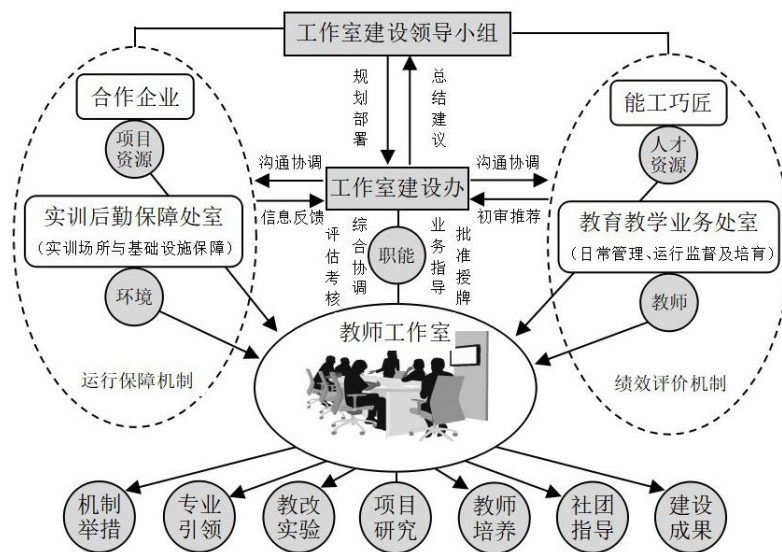 工作室建设领导小组
规划部署
总结建议
合作企业
项目
资源
能工巧匠
人才
资源
沟通协调
沟通协调
工作室建设办
信息反馈
初审推荐
实训后勤保障处室
（实训场所与基础设施保障）
教育教学业务处室
（日常管理、运行监督及培育）
评估考核
综合协调
职能
业务指导
批准授牌
环境
教师
教师工作室
运行保障机制
绩效评价机制
机制
举措
专业
引领
教改
实验
项目
研究
教师
培养
社团
指导
建设
成果